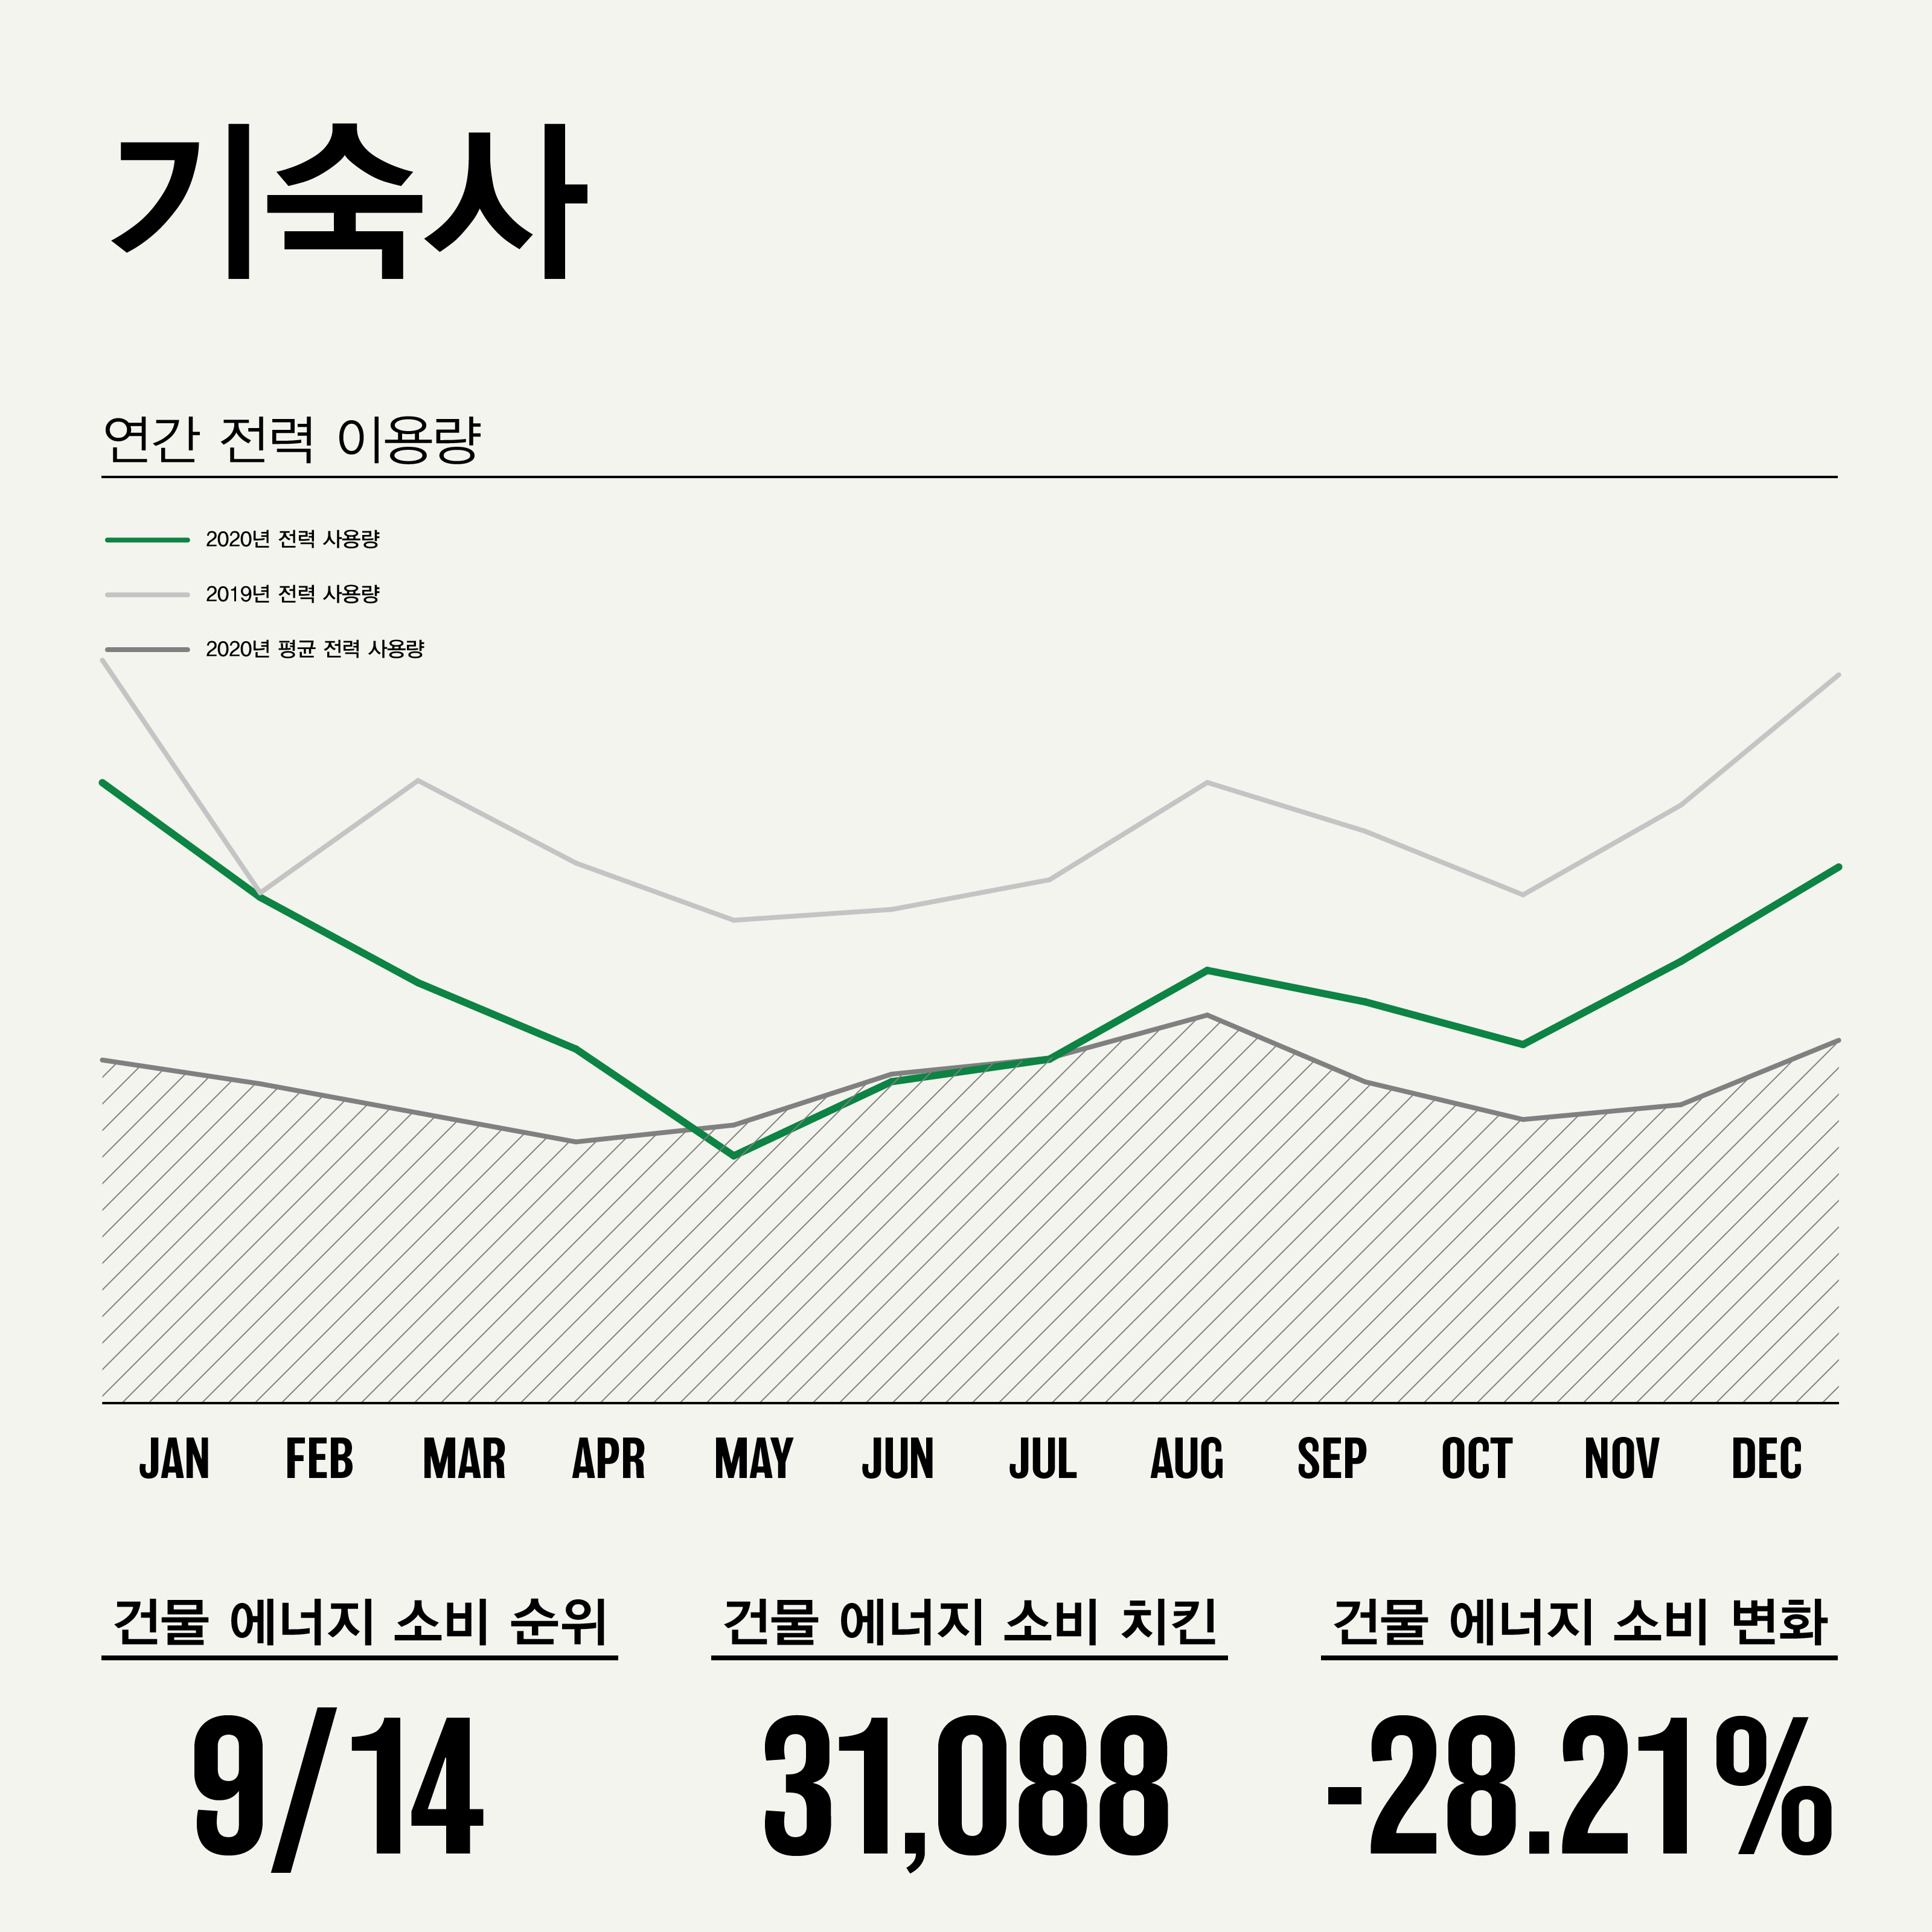 기숙사
연간 전력 이용량
2020년 전력 사용량
2019년 전력 사용량
2020년 평균 전력 사용량
JAN FEB MAR APR MAY JUN JUL AUG SEP OCT NOV DEC
건물 에너지 소비 순위 건물 에너지 소비 치킨 건물 에너지 소비 변화
9/14 31,088 -28.21%